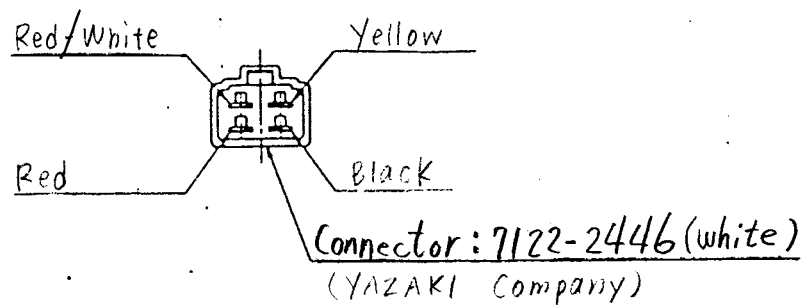 Red/White
Yellow
Red
Black
Connector: 7122-2446 (white)
(YAZAKI Company)